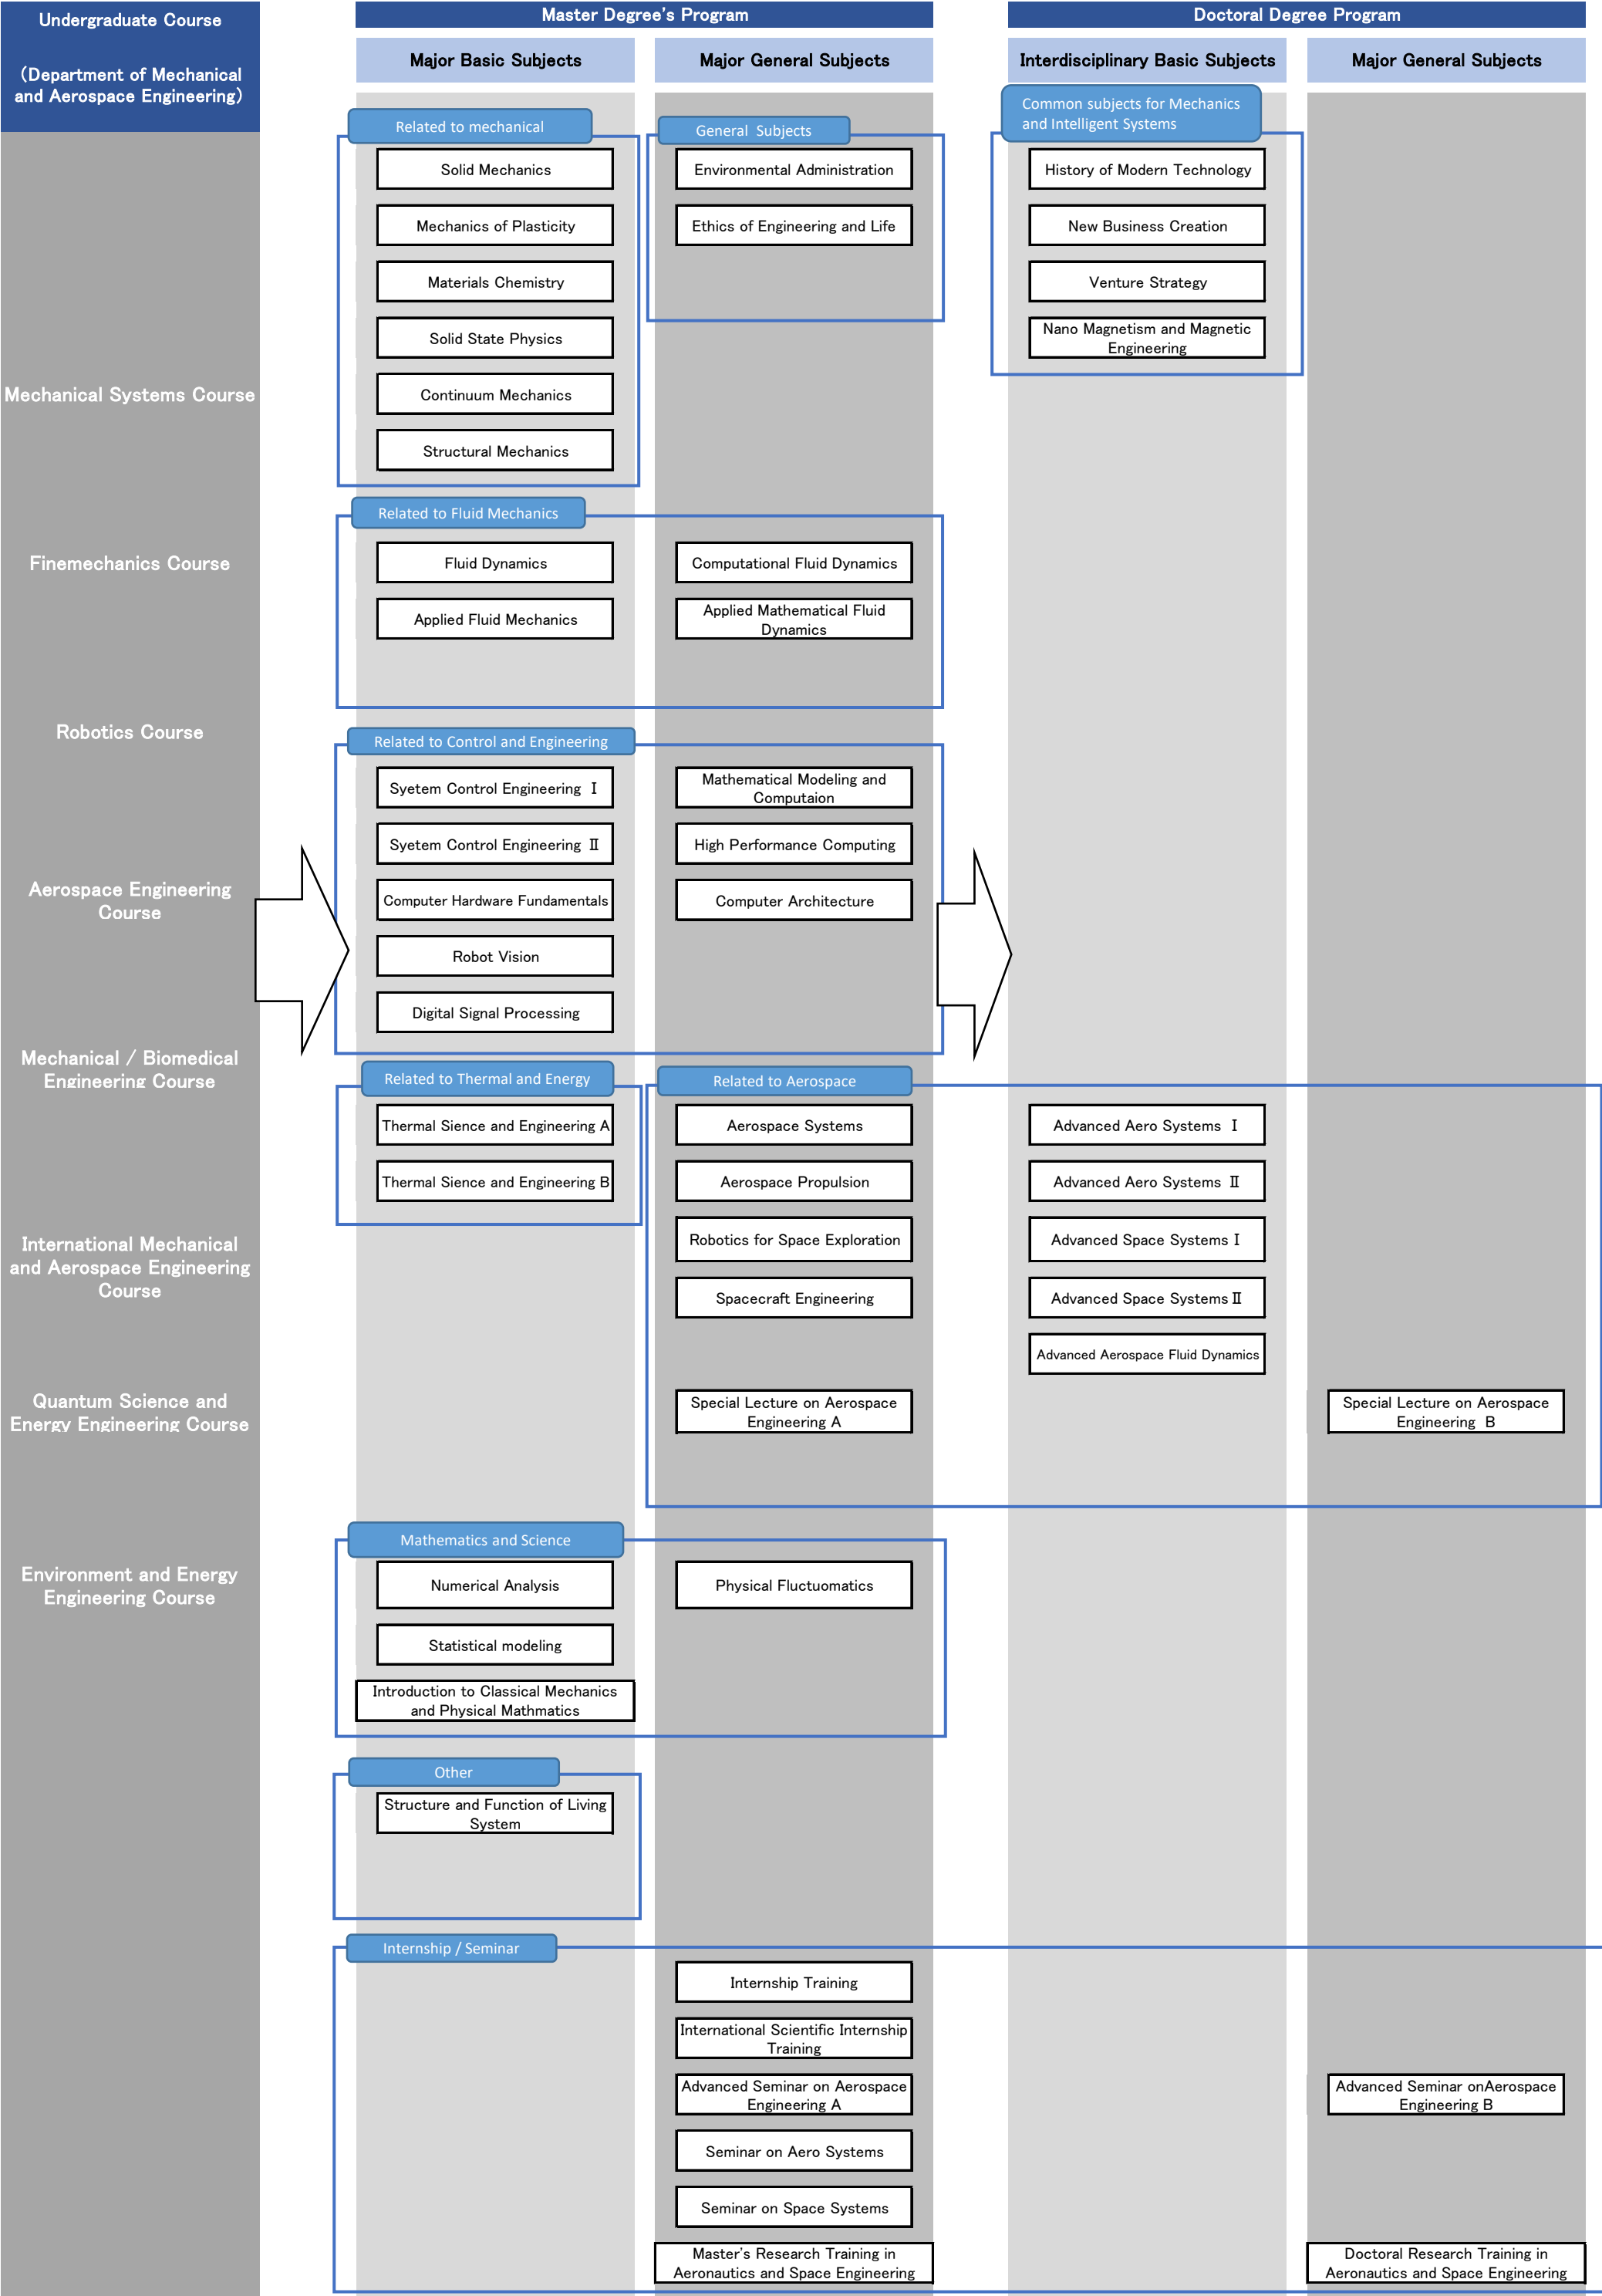 Undergraduate Course
(Department of Mechanical
and Aerospace Engineering)
Mechanical Systems Course
Finemechanics Course
Robotics Course
Aerospace Engineering
Course
Mechanical / Biomedical
Engineering Course
International Mechanical
and Aerospace Engineering
Course
Quantum Science and
Energy Engineering Course
Environment and Energy
Engineering Course
Master Degree's Program
Major Basic Subjects
Major General Subjects
Related to mechanical
Solid Mechanics
Mechanics of Plasticity
Materials Chemistry
Solid State Physics
Continuum Mechanics
Structural Mechanics
General Subjects
Environmental Administration
Ethics of Engineering and Life
Related to Fluid Mechanics
Fluid Dynamics
Applied Fluid Mechanics
Computational Fluid Dynamics
Applied Mathematical Fluid
Dynamics
Related to Control and Engineering
Syetem Control Engineering Ⅰ
Syetem Control Engineering Ⅱ
Computer Hardware Fundamentals
Robot Vision
Digital Signal Processing
Mathematical Modeling and
Computaion
High Performance Computing
Computer Architecture
Related to Thermal and Energy
Thermal Sience and Engineering A
Thermal Sience and Engineering B
Related to Aerospace
Aerospace Systems
Aerospace Propulsion
Robotics for Space Exploration
Spacecraft Engineering
Special Lecture on Aerospace
Engineering A
Mathematics and Science
Numerical Analysis
Statistical modeling
Introduction to Classical Mechanics
and Physical Mathmatics
Physical Fluctuomatics
Other
Structure and Function of Living
System
Internship / Seminar
Internship Training
International Scientific Internship
Training
Advanced Seminar on Aerospace
Engineering A
Seminar on Aero Systems
Seminar on Space Systems
Master's Research Training in
Aeronautics and Space Engineering
Doctoral Degree Program
Interdisciplinary Basic Subjects
Major General Subjects
Common subjects for Mechanics
and Intelligent Systems
History of Modern Technology
New Business Creation
Venture Strategy
Nano Magnetism and Magnetic
Engineering
Advanced Aero Systems Ⅰ
Advanced Aero Systems Ⅱ
Advanced Space Systems Ⅰ
Advanced Space Systems Ⅱ
Advanced Aerospace Fluid Dynamics
Special Lecture on Aerospace
Engineering B
Advanced Seminar onAerospace
Engineering B
Doctoral Research Training in
Aeronautics and Space Engineering